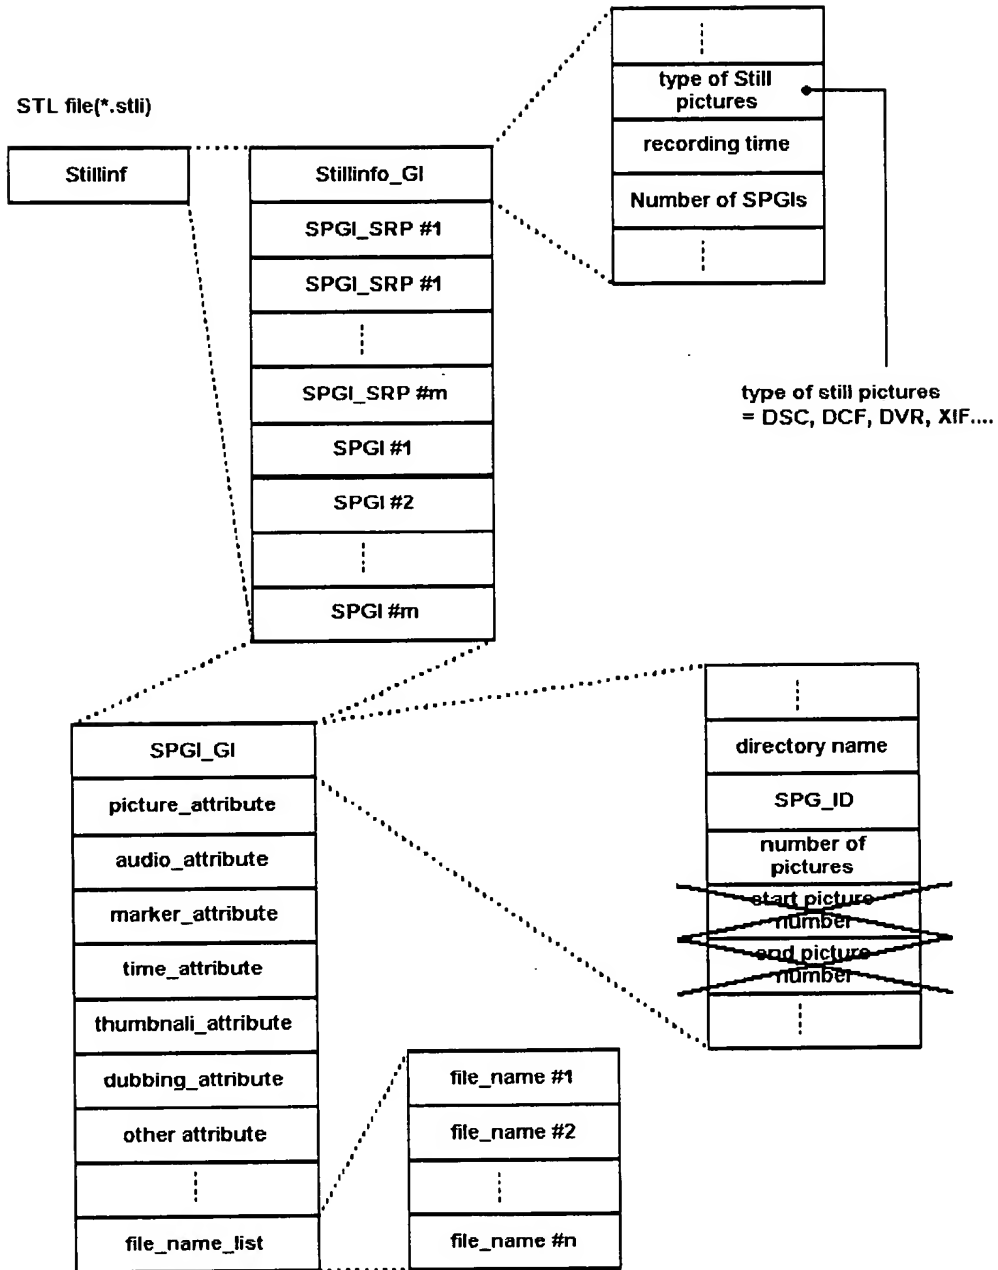 type of Still
pictures
recording time
Number of SPGIs
STL file(*.stli)
Stillinf
Stillinfo_GI
SPGI_SRP #1
SPGI_SRP #1
SPGI_SRP #m
SPGI #1
SPGI #2
SPGI #m
type of still pictures
= DSC, DCF, DVR, XIF....
SPGI_GI
picture_attribute
audio_attribute
marker_attribute
time_attribute
thumbnali_attribute
dubbing_attribute
other attribute
file_name_list
directory name
SPG_ID
number of
pictures
start picture
number
end picture
number
file_name #1
file_name #2
file_name #n